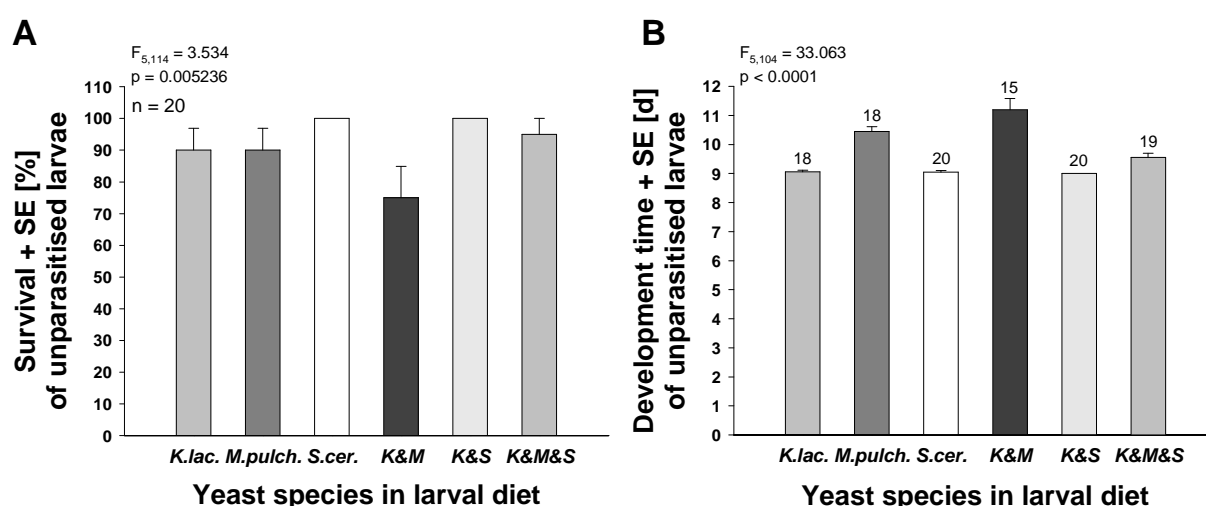 A
F5,114 = 3.534
p = 0.005236
n = 20
Survival + SE [%]
of unparasitised larvae
110
100
90
80
70
60
50
40
30
20
10
0
K.lac. M.pulch. S.cer. K&M K&S K&M&S
Yeast species in larval diet
B
F5,104 = 33.063
p < 0.0001
Development time + SE [d]
of unparasitised larvae
12
11
10
9
8
7
6
5
4
3
2
1
0
18 18 20 15 20 19
K.lac. M.pulch. S.cer. K&M K&S K&M&S
Yeast species in larval diet